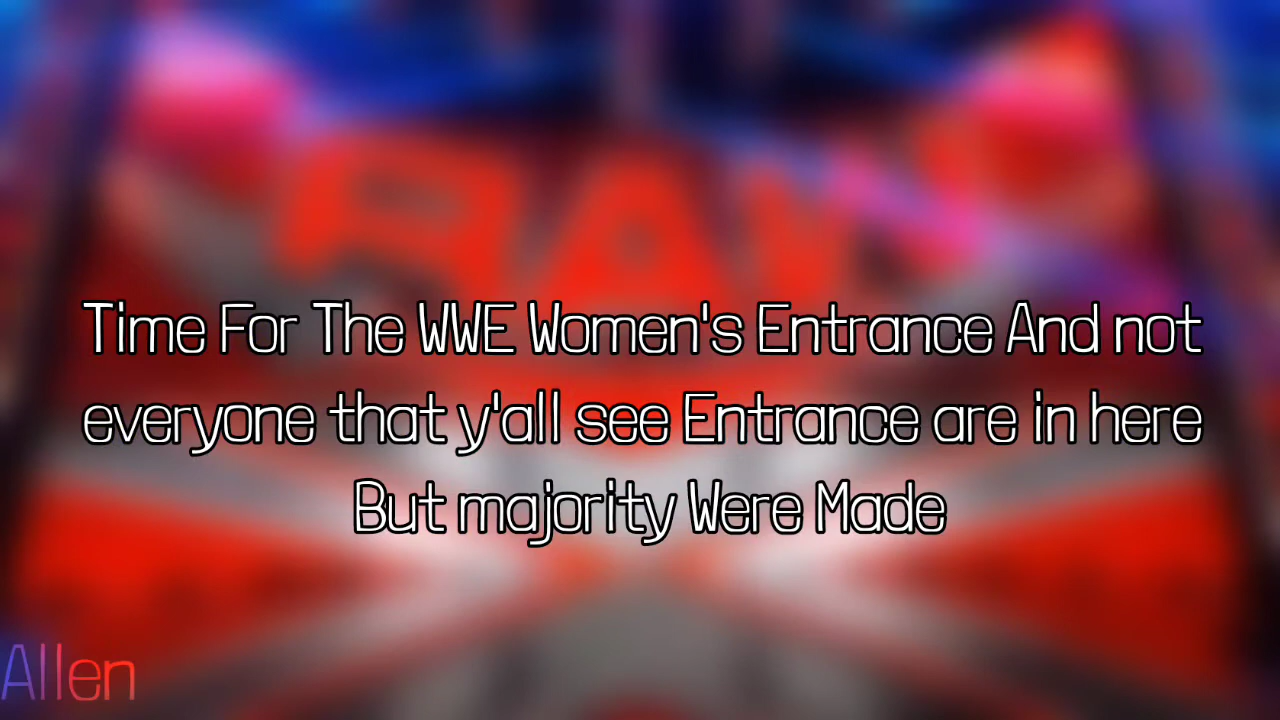 RAW
Time For The WWE Women's Entrance And not
everyone that y'all see Entrance are in here
But majority Were Made
Allen